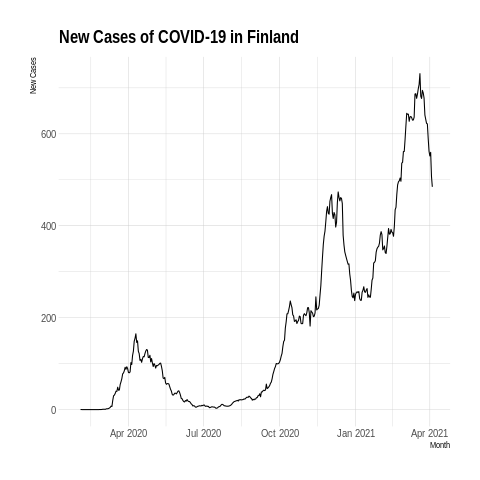 New Cases of COVID-19 in Finland
New Cases
600
400
200
0
Apr 2020
Jul 2020
Oct 2020
Jan 2021
Apr 2021
Month